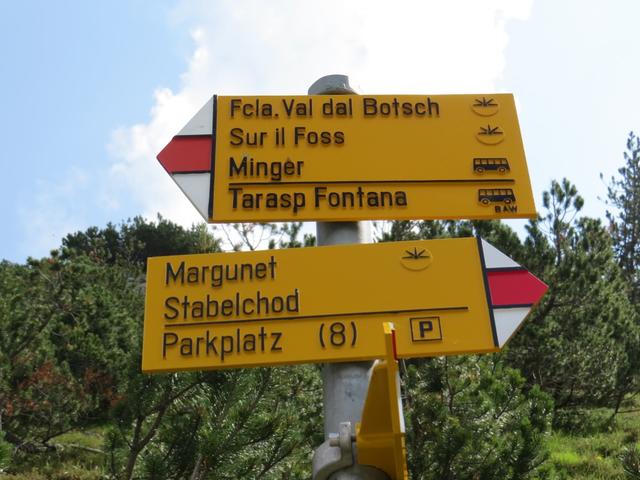 Fcla. Val dal Botsch
Sur il Foss
Minger
Tarasp Fontana
BAW
Margunet
Stabelchod
Parkplatz (8) P